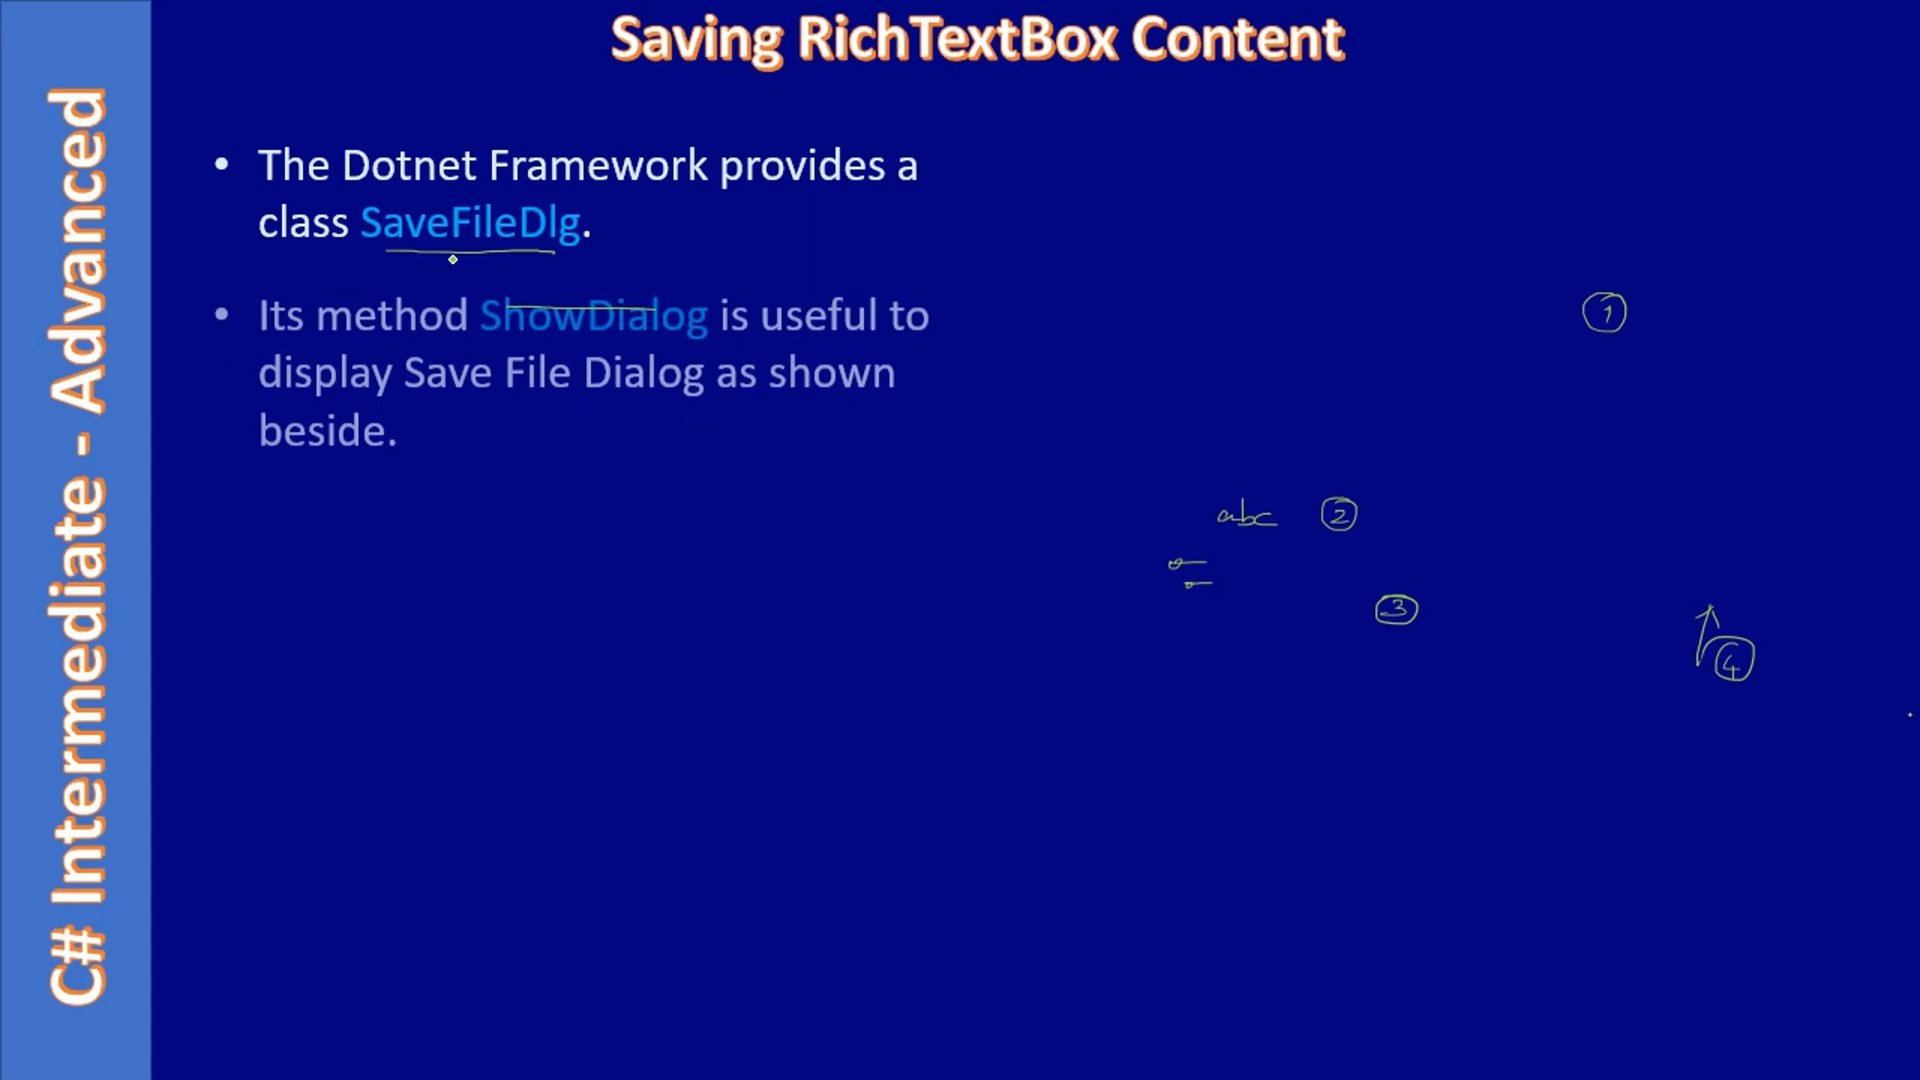 Saving RichTextBox Content
C# Intermediate - Advanced
• The Dotnet Framework provides a
class SaveFileDlg.
• Its method ShowDialog is useful to
display Save File Dialog as shown
beside.
1
abc 2
3
4